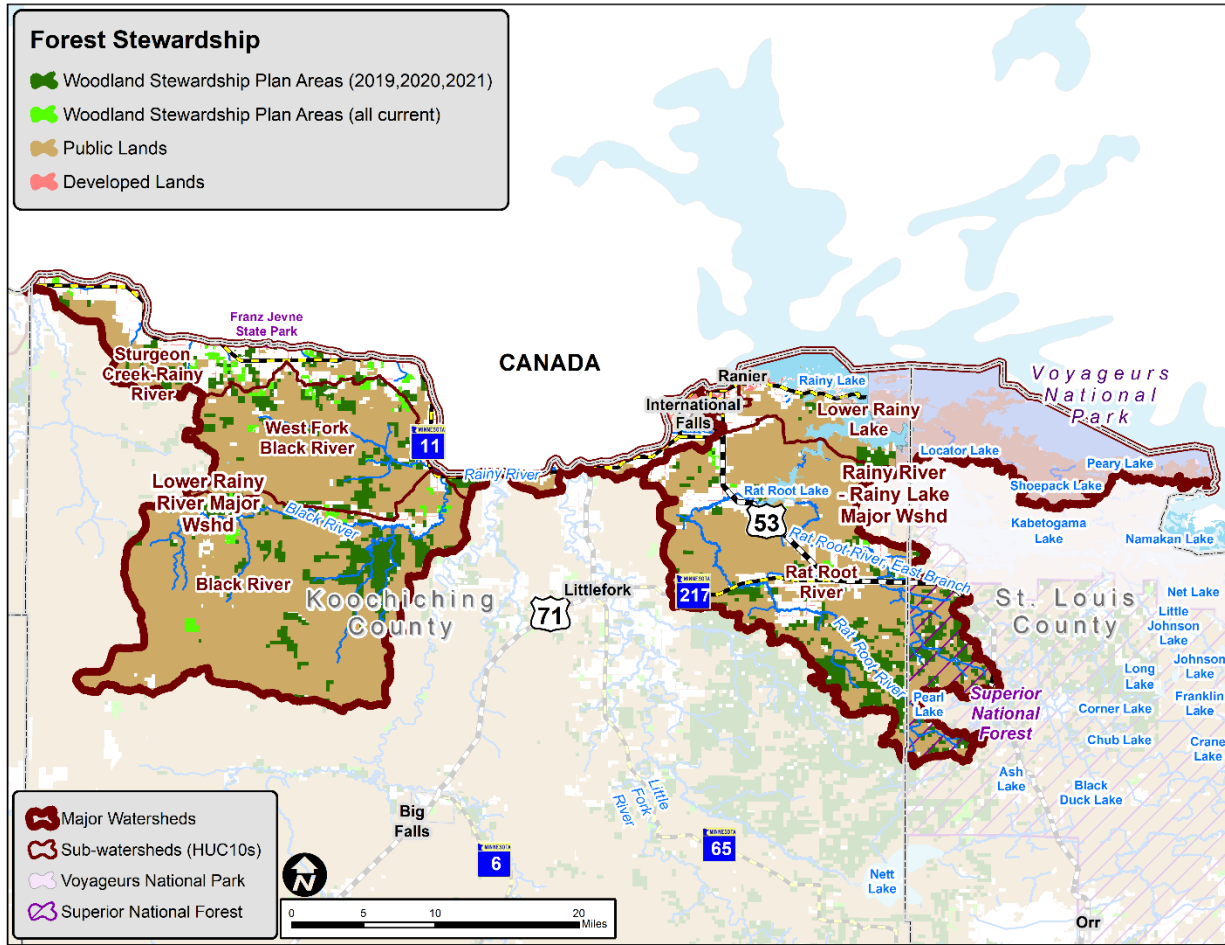 Forest Stewardship
Woodland Stewardship Plan Areas (2019,2020,2021)
Woodland Stewardship Plan Areas (all current)
Public Lands
Developed Lands
Franz Jevne
State Park
Sturgeon
Creek-Rainy
River
CANADA
Ranier
Rainy Lake
Voyageurs
National
Park
International
Falls
Lower Rainy
Lake
West Fork
Black River
MINNESOTA
11
Rainy River
Locator Lake
Peary Lake
Rainy River
- Rainy Lake
Major Wshd
Shoepack Lake
Lower Rainy
River Major
Wshd
Black River
Rat Root Lake
53
Kabetogama
Lake
Namakan Lake
Rat Root River, East Branch
Black River
Koochiching
County
Littlefork
71
MINNESOTA
217
Rat Root
River
St. Louis
County
Net Lake
Little
Johnson
Lake
Johnson
Lake
Long
Lake
Franklin
Lake
Rat Root River
Pearl
Lake
Superior
National
Forest
Corner Lake
Chub Lake
Crane
Lake
Ash
Lake
Black
Duck Lake
Little
Fork
River
Big
Falls
MINNESOTA
6
MINNESOTA
65
Nett
Lake
Orr
Major Watersheds
Sub-watersheds (HUC10s)
Voyageurs National Park
Superior National Forest
N
0 5 10 20
Miles